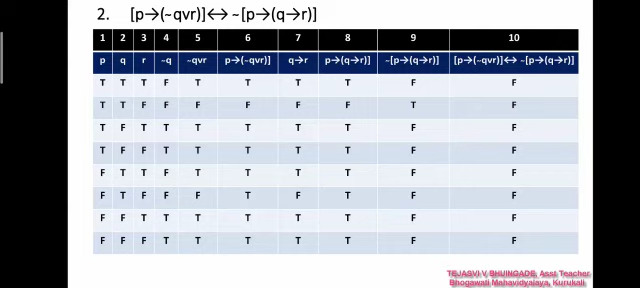 2. [p→(~qvr)]↔ ~[p→(q→r)]
1 2 3 4 5 6 7 8 9 10
p q r ~q ~qvr p→(~qvr)] q→r p→(q→r)] ~[p→(q→r)] [p→(~qvr)]↔ ~[p→(q→r)]
T T T F T T T T F F
T T F F F F F F T F
T F T T T T T T F F
T F F T T T T T F F
F T T F T T T T F F
F T F F F T F T F F
F F T T T T T T F F
F F F T T T T T F F
TEJASVI V BHUINGADE, Asst Teacher
Bhogawati Mahavidyalaya, Kurukali